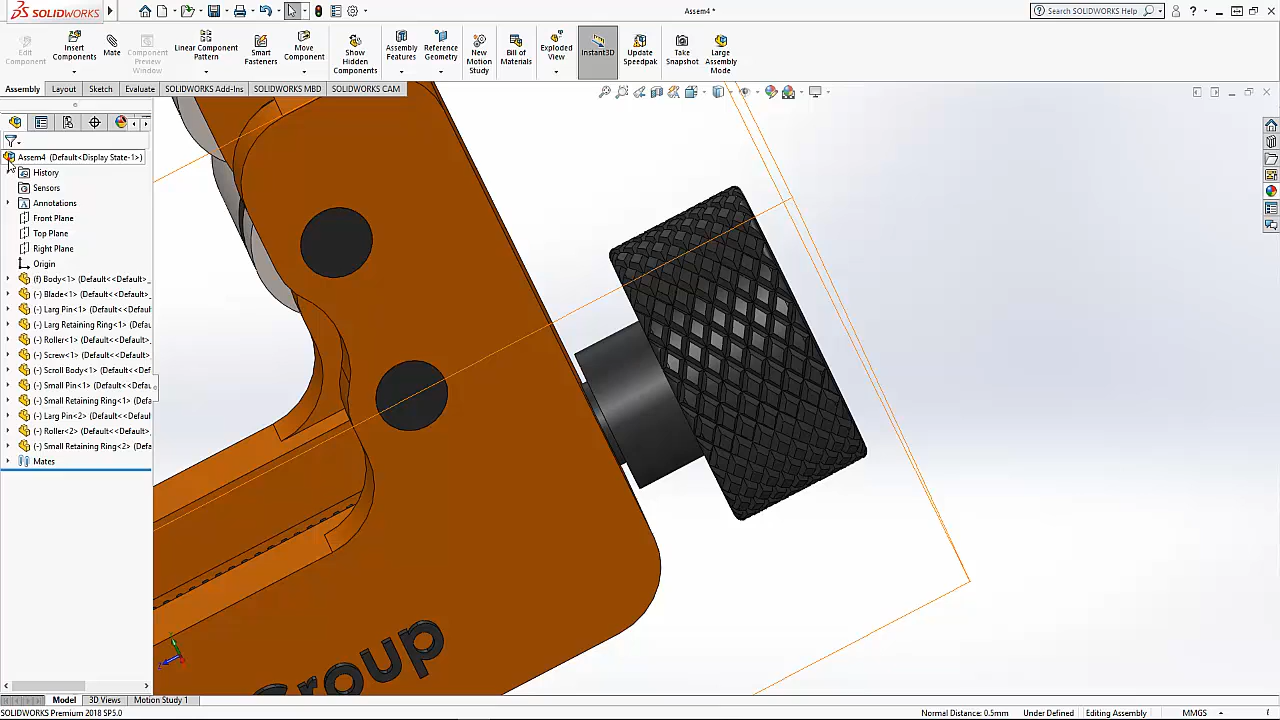 SOLIDWORKS
Assem4 *
Search SOLIDWORKS Help
Edit Component
Insert Components
Mate
Component Preview Window
Linear Component Pattern
Smart Fasteners
Move Component
Show Hidden Components
Assembly Features
Reference Geometry
New Motion Study
Bill of Materials
Exploded View
Instant3D
Update Speedpak
Take Snapshot
Large Assembly Mode
Assembly Layout Sketch Evaluate SOLIDWORKS Add-Ins SOLIDWORKS MBD SOLIDWORKS CAM
Assem4 (Default<Display State-1>)
History
Sensors
Annotations
Front Plane
Top Plane
Right Plane
Origin
(f) Body<1> (Default<<Default>_
(-) Blade<1> (Default<<Default>_
(-) Larg Pin<1> (Default<<Defau
(-) Larg Retaining Ring<1> (Defau
(-) Roller<1> (Default<<Default>_
(-) Screw<1> (Default<<Default>_
(-) Scroll Body<1> (Default<<Def
(-) Small Pin<1> (Default<<Defau
(-) Small Retaining Ring<1> (Defa
(-) Larg Pin<2> (Default<<Defau
(-) Roller<2> (Default<<Default>_
(-) Small Retaining Ring<2> (Defa
Mates
Group
Model 3D Views Motion Study 1
SOLIDWORKS Premium 2018 SP5.0
Normal Distance: 0.5mm Under Defined Editing Assembly MMGS